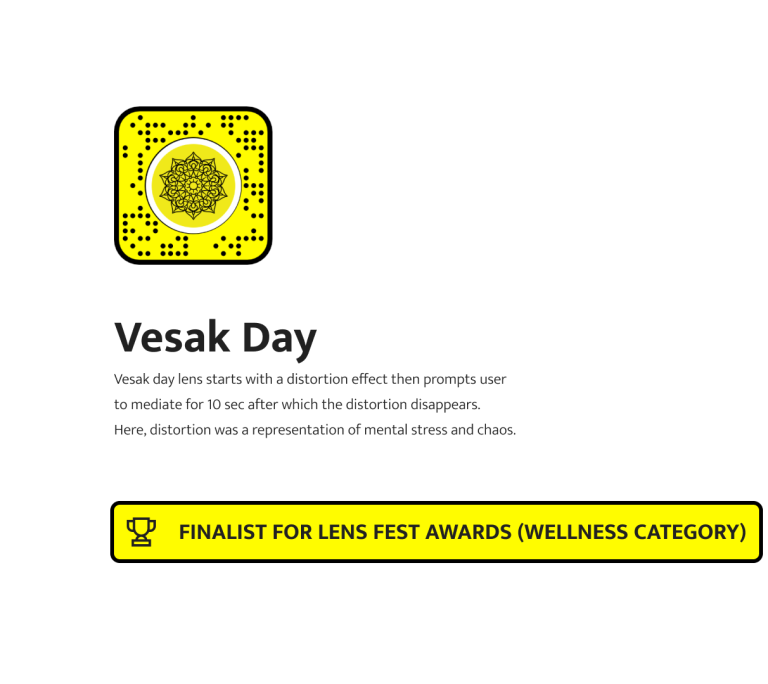 Vesak Day
Vesak day lens starts with a distortion effect then prompts user
to mediate for 10 sec after which the distortion disappears.
Here, distortion was a representation of mental stress and chaos.
FINALIST FOR LENS FEST AWARDS (WELLNESS CATEGORY)